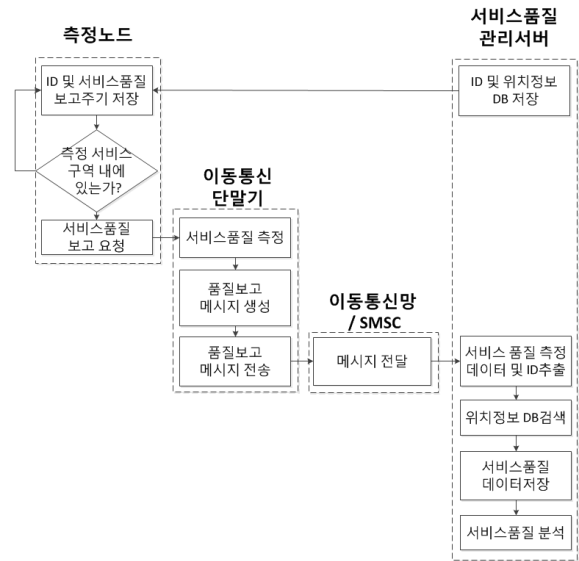 측정노드
ID 및 서비스품질
보고주기 저장
측정 서비스
구역 내에
있는가?
서비스품질
보고 요청
이동통신
단말기
서비스품질 측정
품질보고
메시지 생성
품질보고
메시지 전송
이동통신망
/ SMSC
메시지 전달
서비스품질
관리서버
ID 및 위치정보
DB 저장
서비스 품질 측정
데이터 및 ID추출
위치정보 DB검색
서비스품질
데이터저장
서비스품질 분석